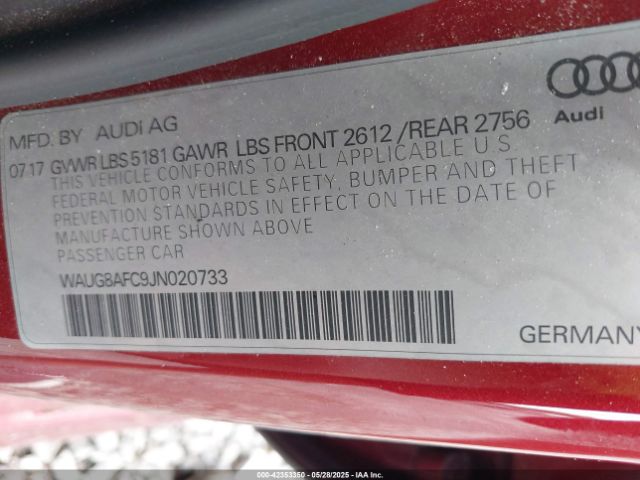 MFD. BY AUDI AG
Audi
07.17 GVWR LBS 5181 GAWR LBS FRONT 2612 /REAR 2756
THIS VEHICLE CONFORMS TO ALL APPLICABLE U.S.
FEDERAL MOTOR VEHICLE SAFETY, BUMPER AND THEFT
PREVENTION STANDARDS IN EFFECT ON THE DATE OF
MANUFACTURE SHOWN ABOVE
PASSENGER CAR
WAUG8AFC9JN020733
GERMANY
000-42353350 - 05/28/2025 - IAA Inc.